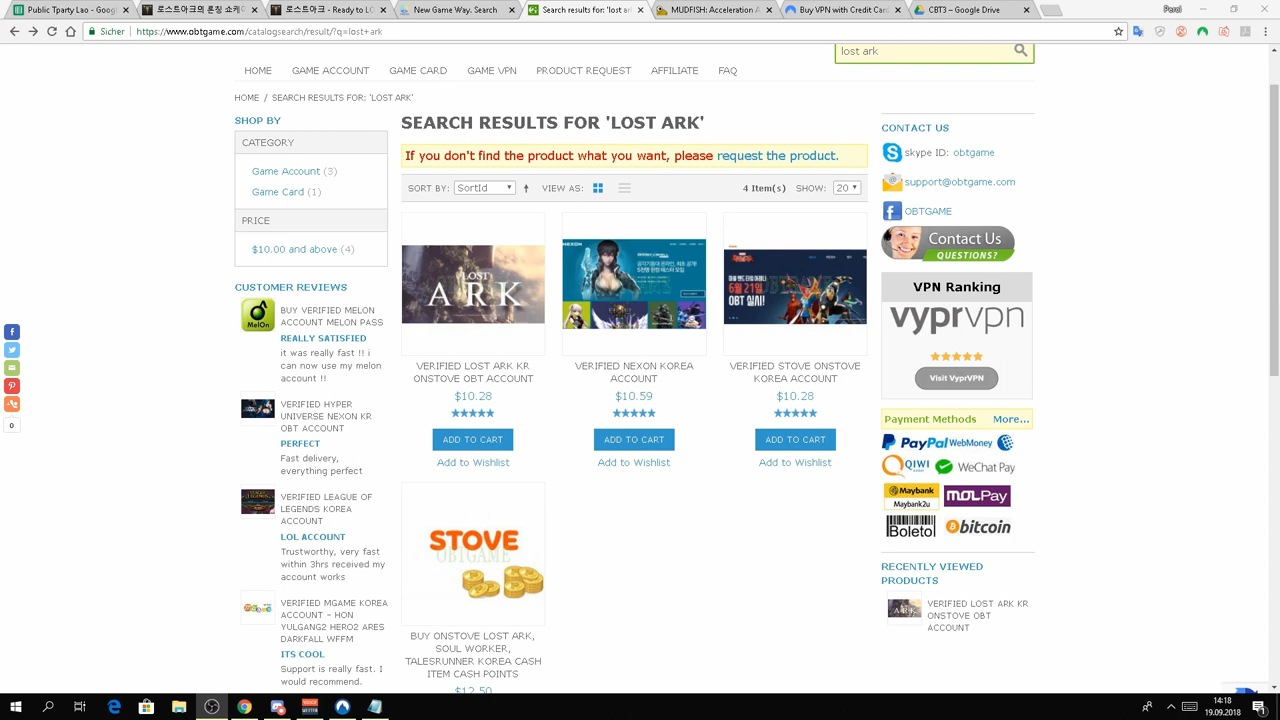 Public Tparty Lao - Google
로스트아크의 론칭 쇼케이
로스트아크 - Ready to LO
New Game Way. Search
Search results for: 'lost ar
MUDFISH: Acceleration A
Buy VPN with Credit Card
CBT3 – Google Drive
Sicher
https://www.obtgame.com/catalogsearch/result/?q=lost+ark
lost ark
HOME GAME ACCOUNT GAME CARD GAME VPN PRODUCT REQUEST AFFILIATE FAQ
HOME / SEARCH RESULTS FOR: 'LOST ARK'
SHOP BY
CATEGORY
Game Account (3)
Game Card (1)
PRICE
$10.00 and above (4)
CUSTOMER REVIEWS
MelOn
BUY VERIFIED MELON
ACCOUNT MELON PASS
REALLY SATISFIED
it was really fast !! i
can now use my melon
account !!
VERIFIED HYPER
UNIVERSE NEXON KR
OBT ACCOUNT
PERFECT
Fast delivery,
everything perfect
VERIFIED LEAGUE OF
LEGENDS KOREA
ACCOUNT
LOL ACCOUNT
Trustworthy, very fast
within 3hrs received my
account works
VERIFIED MGAME KOREA
ACCOUNT - HON
YULGANG2 HERO2 ARES
DARKFALL WFFM
ITS COOL
Support is really fast. I
would recommend.
0
SEARCH RESULTS FOR 'LOST ARK'
If you don't find the product what you want, please request the product.
SORT BY: SortId VIEW AS: 4 Item(s) SHOW: 20
LOST
ARK
VERIFIED LOST ARK KR
ONSTOVE OBT ACCOUNT
$10.28
ADD TO CART
Add to Wishlist
NEXON
VERIFIED NEXON KOREA
ACCOUNT
$10.59
ADD TO CART
Add to Wishlist
6월 21일
OBT 실시!
VERIFIED STOVE ONSTOVE
KOREA ACCOUNT
$10.28
ADD TO CART
Add to Wishlist
STOVE
OBTGAME
BUY ONSTOVE LOST ARK,
SOUL WORKER,
TALESRUNNER KOREA CASH
ITEM CASH POINTS
$12.50
CONTACT US
skype ID: obtgame
support@obtgame.com
OBTGAME
Contact Us
QUESTIONS?
VPN Ranking
vyprvpn
Visit VyprVPN
Payment Methods More...
PayPal WebMoney
QIWI WeChat Pay
Maybank
Maybank2u
MOLPay
Boleto
bitcoin
RECENTLY VIEWED
PRODUCTS
ARK
VERIFIED LOST ARK KR
ONSTOVE OBT
ACCOUNT
14:18
19.09.2018